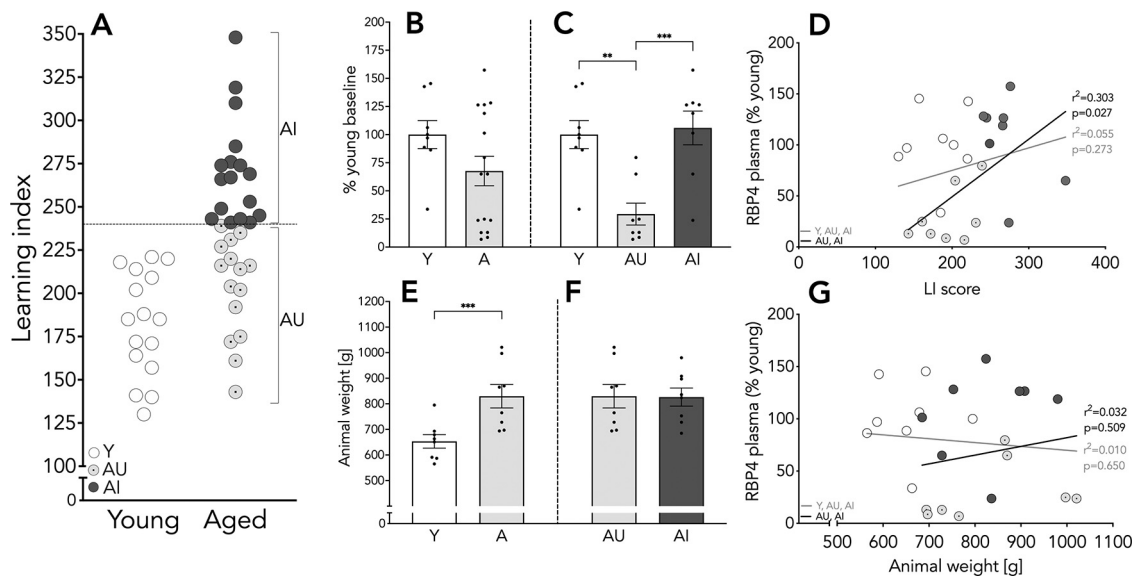 A
Learning index
350
325
300
275
250
225
200
175
150
125
100
0
AI
AU
Y
AU
AI
Young Aged
B
% young baseline
200
175
150
125
100
75
50
25
0
Y A
C
** ***
Y AU AI
D
RBP4 plasma (% young)
200
150
100
50
0
r²=0.303
p=0.027
r²=0.055
p=0.273
Y, AU, AI
AU, AI
0 100 200 300 400
LI score
E
Animal weight [g]
1200
1100
1000
900
800
700
600
500
0
***
Y A
F
AU AI
G
RBP4 plasma (% young)
200
150
100
50
0
r²=0.032
p=0.509
r²=0.010
p=0.650
Y, AU, AI
AU, AI
0 500 600 700 800 900 1000 1100
Animal weight [g]